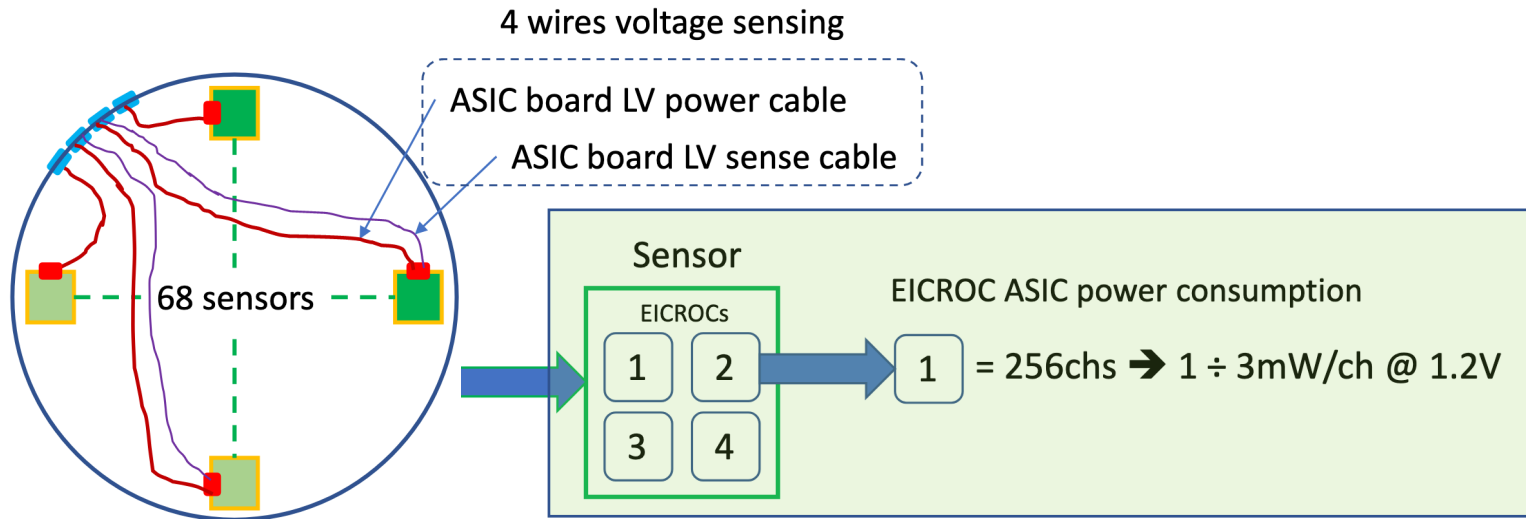 4 wires voltage sensing
ASIC board LV power cable
ASIC board LV sense cable
68 sensors
Sensor
EICROCs
1 2
3 4
EICROC ASIC power consumption
1 = 256chs ➔ 1 ÷ 3mW/ch @ 1.2V